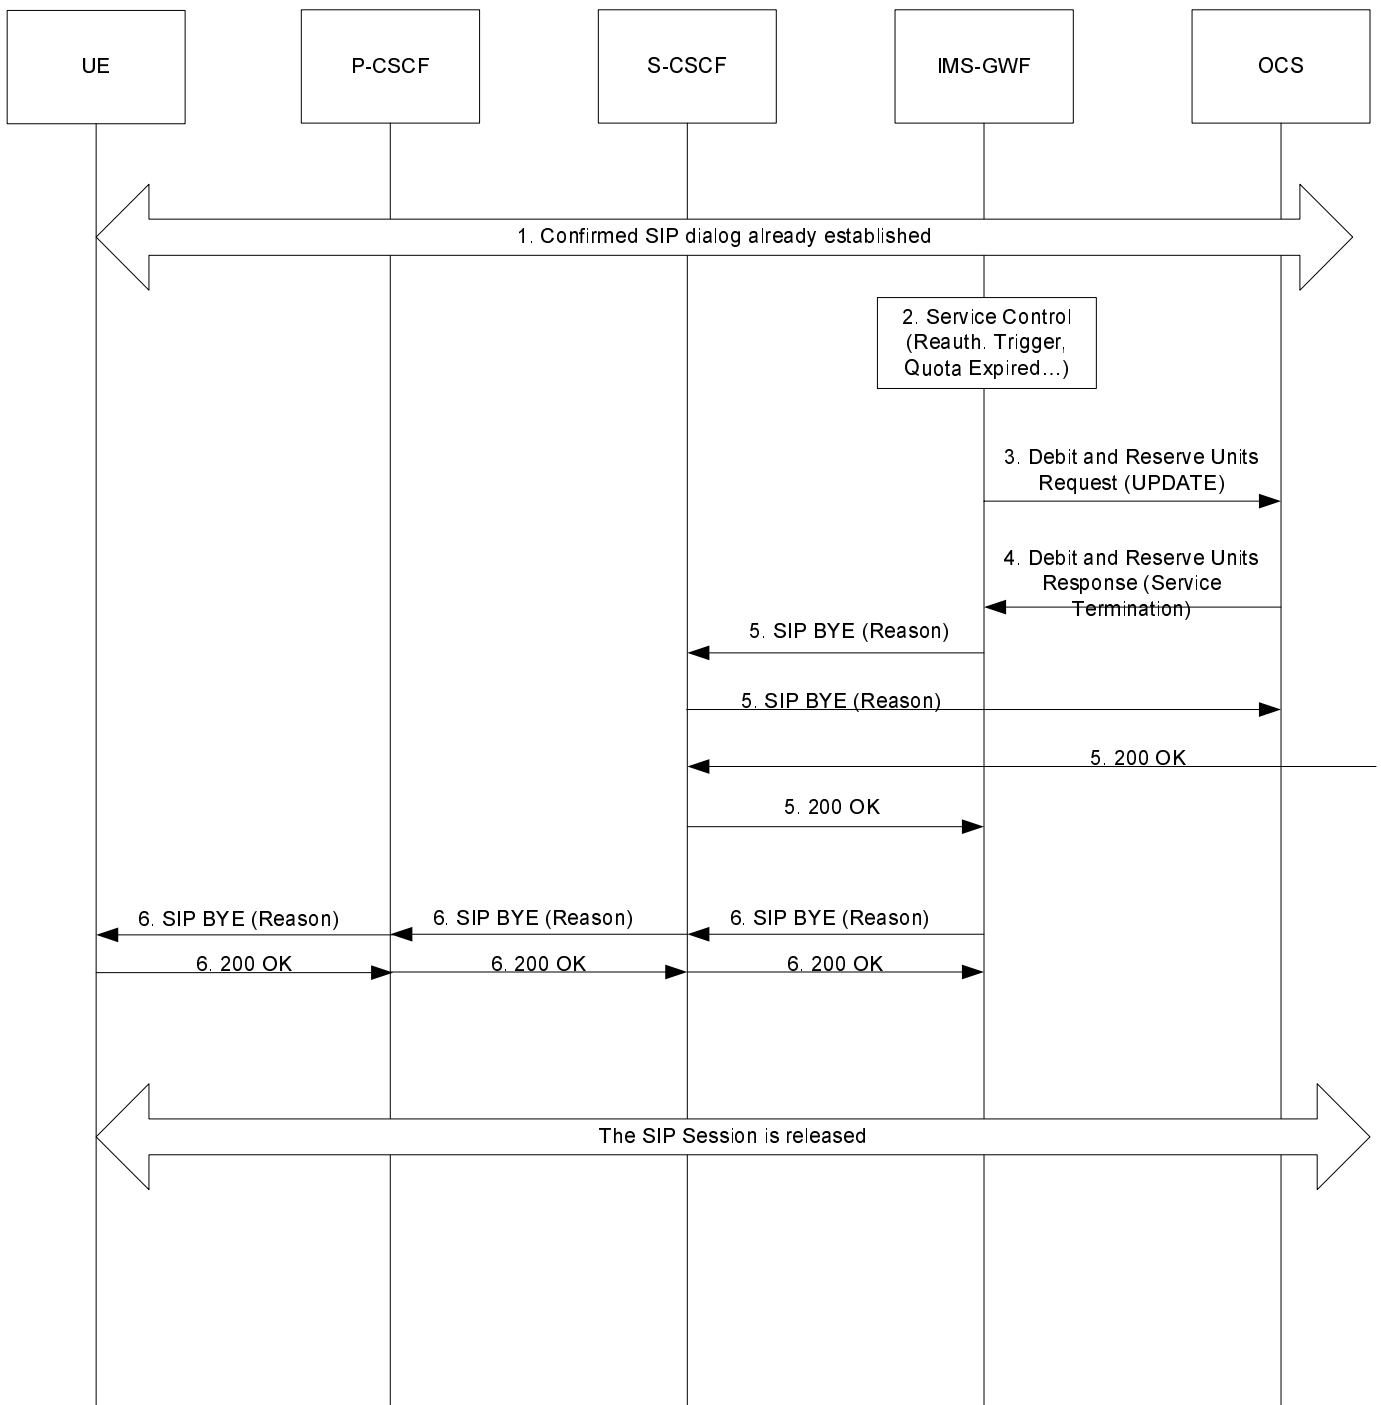 UE
P-CSCF
S-CSCF
IMS-GWF
OCS
1. Confirmed SIP dialog already established
2. Service Control
(Reauth. Trigger,
Quota Expired...)
3. Debit and Reserve Units
Request (UPDATE)
4. Debit and Reserve Units
Response (Service
Termination)
5. SIP BYE (Reason)
5. SIP BYE (Reason)
5. 200 OK
5. 200 OK
6. SIP BYE (Reason)
6. SIP BYE (Reason)
6. SIP BYE (Reason)
6. 200 OK
6. 200 OK
6. 200 OK
The SIP Session is released